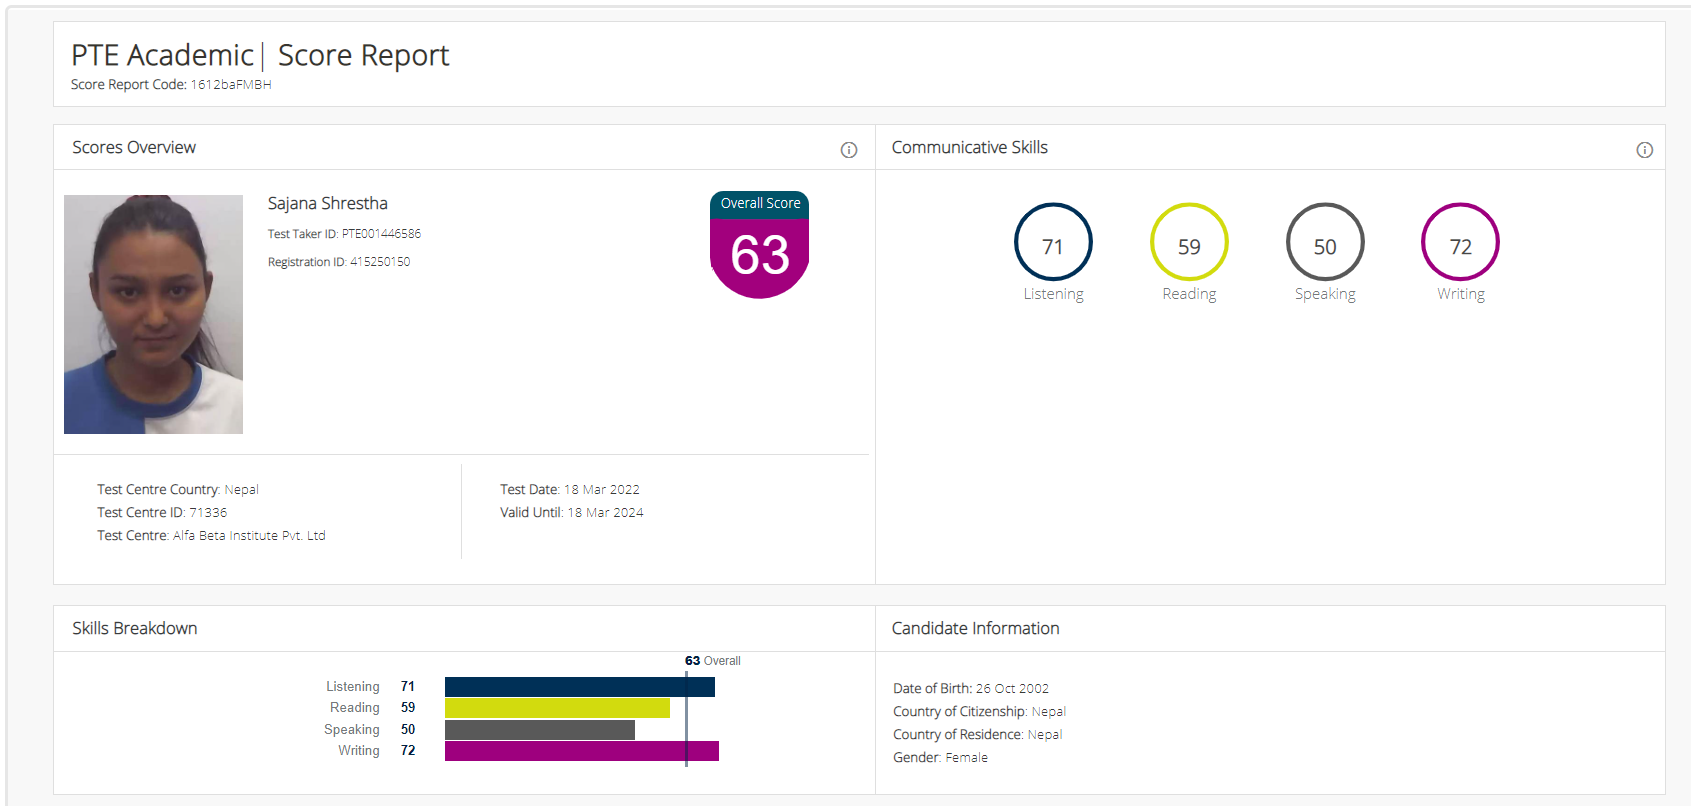 PTE Academic | Score Report
Score Report Code: 1612baFMBH
Scores Overview
Sajana Shrestha
Test Taker ID: PTE001446586
Registration ID: 415250150
Overall Score
63
Test Centre Country: Nepal
Test Centre ID: 71336
Test Centre: Alfa Beta Institute Pvt. Ltd
Test Date: 18 Mar 2022
Valid Until: 18 Mar 2024
Communicative Skills
71
Listening
59
Reading
50
Speaking
72
Writing
Skills Breakdown
63 Overall
Listening 71
Reading 59
Speaking 50
Writing 72
Candidate Information
Date of Birth: 26 Oct 2002
Country of Citizenship: Nepal
Country of Residence: Nepal
Gender: Female